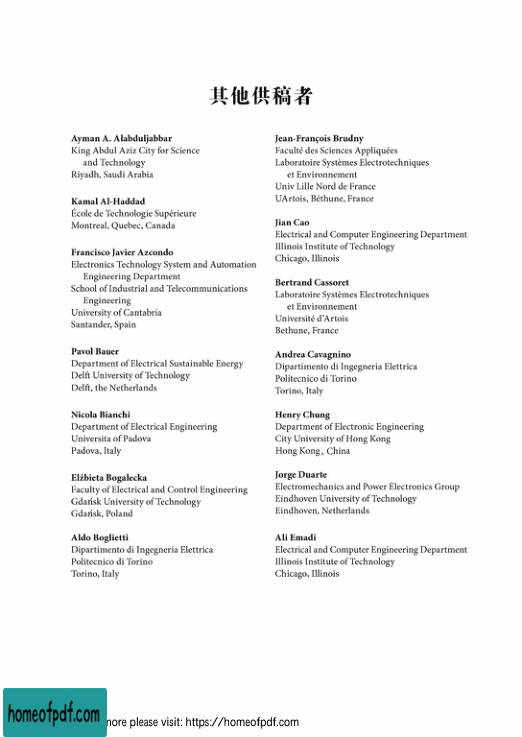 其他供稿者
Ayman A. Alabduljabbar
King Abdul Aziz City for Science
and Technology
Riyadh, Saudi Arabia
Kamal Al-Haddad
École de Technologie Supérieure
Montreal, Quebec, Canada
Francisco Javier Azcondo
Electronics Technology System and Automation
Engineering Department
School of Industrial and Telecommunications
Engineering
University of Cantabria
Santander, Spain
Pavol Bauer
Department of Electrical Sustainable Energy
Delft University of Technology
Delft, the Netherlands
Nicola Bianchi
Department of Electrical Engineering
Universita of Padova
Padova, Italy
Elżbieta Bogalecka
Faculty of Electrical and Control Engineering
Gdańsk University of Technology
Gdańsk, Poland
Aldo Boglietti
Dipartimento di Ingegneria Elettrica
Politecnico di Torino
Torino, Italy
Jean-François Brudny
Faculté des Sciences Appliquées
Laboratoire Systèmes Electrotechniques
et Environnement
Univ Lille Nord de France
UArtois, Béthune, France
Jian Cao
Electrical and Computer Engineering Department
Illinois Institute of Technology
Chicago, Illinois
Bertrand Cassoret
Laboratoire Systèmes Electrotechniques
et Environnement
Université d'Artois
Bethune, France
Andrea Cavagnino
Dipartimento di Ingegneria Elettrica
Politecnico di Torino
Torino, Italy
Henry Chung
Department of Electronic Engineering
City University of Hong Kong
Hong Kong, China
Jorge Duarte
Electromechanics and Power Electronics Group
Eindhoven University of Technology
Eindhoven, Netherlands
Ali Emadi
Electrical and Computer Engineering Department
Illinois Institute of Technology
Chicago, Illinois
homeofpdf.com
more please visit: https://homeofpdf.com